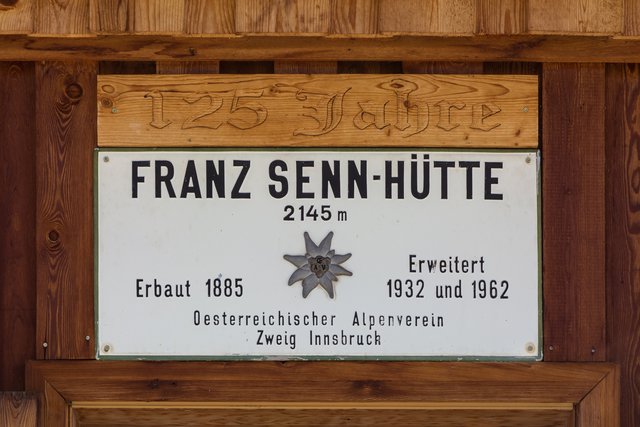 125 Jahre
FRANZ SENN-HÜTTE
2145 m
Erbaut 1885
Erweitert
1932 und 1962
Oesterreichischer Alpenverein
Zweig Innsbruck